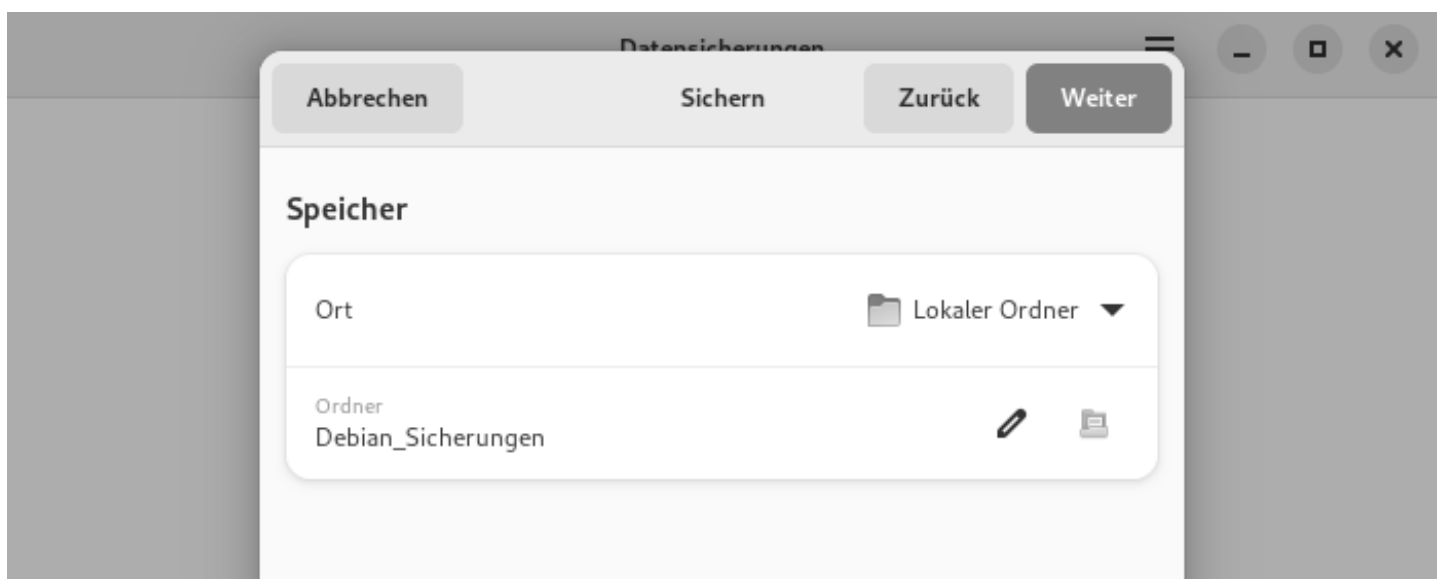 Datensicherungen
Abbrechen Sichern Zurück Weiter
Speicher
Ort Lokaler Ordner
Ordner
Debian_Sicherungen